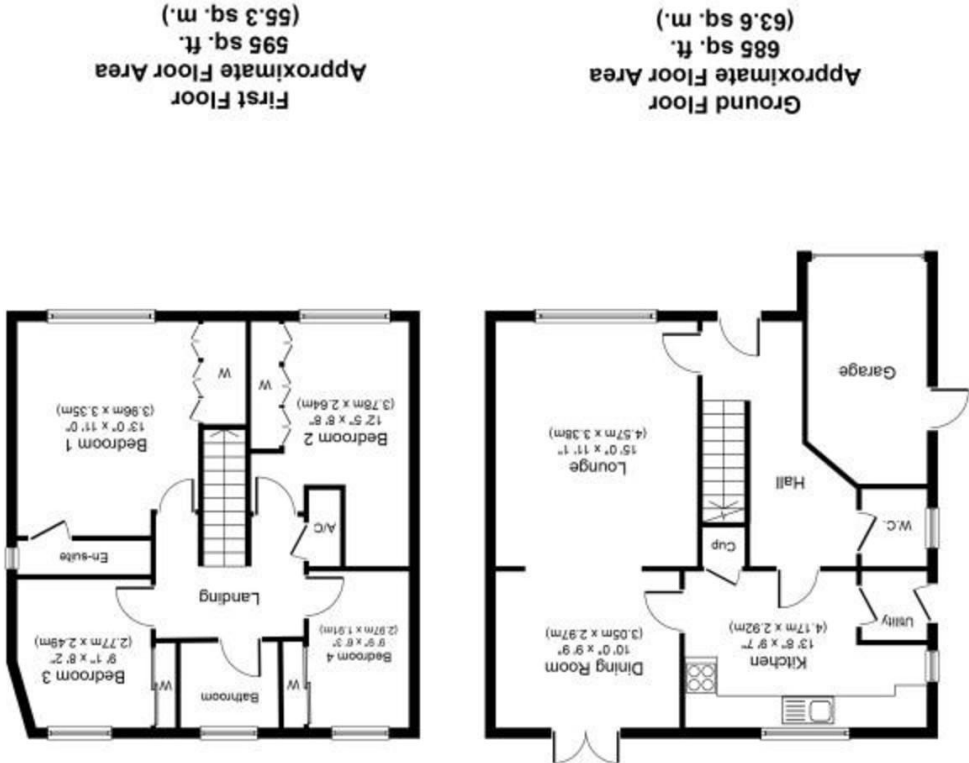 Kitchen
13' 8" x 9' 7"
(4.17m x 2.92m)
Utility
Dining Room
10' 0" x 9' 9"
(3.05m x 2.97m)
W.C.
Cup
Hall
Garage
Lounge
15' 0" x 11' 1"
(4.57m x 3.38m)
Ground Floor
Approximate Floor Area
685 sq. ft.
(63.6 sq. m.)
Bedroom 4
9' 9" x 6' 3"
(2.97m x 1.91m)
W
Bathroom
W
Bedroom 3
9' 1" x 8' 2"
(2.77m x 2.49m)
Landing
A/C
En-suite
Bedroom 2
12' 5" x 8' 8"
(3.78m x 2.64m)
W
W
Bedroom 1
13' 0" x 11' 0"
(3.96m x 3.35m)
First Floor
Approximate Floor Area
595 sq. ft.
(55.3 sq. m.)